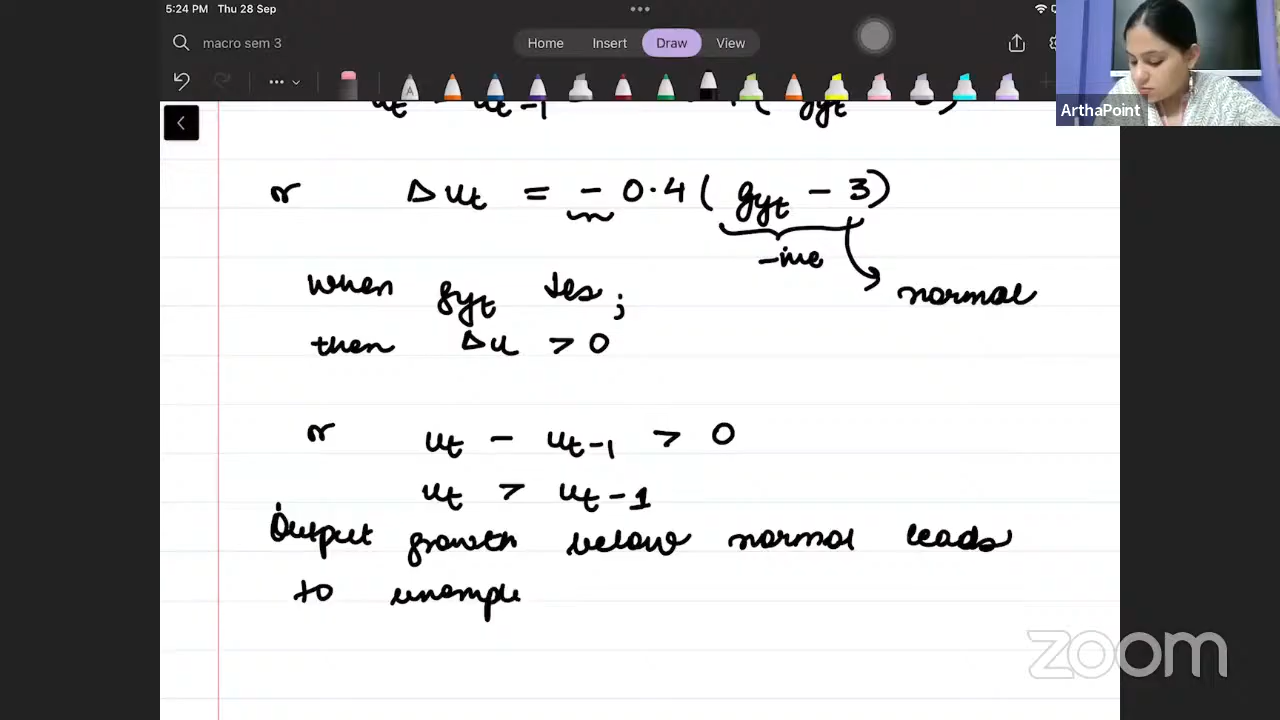 5:24 PM Thu 28 Sep
macro sem 3
Home Insert Draw View
ArthaPoint
or Δut = - 0.4 ( gyt - 3)
-ive
normal
when gyt ;
then Δu > 0
or ut - ut-1 > 0
ut > ut-1
Output growth below normal leads
to unemple
zoom